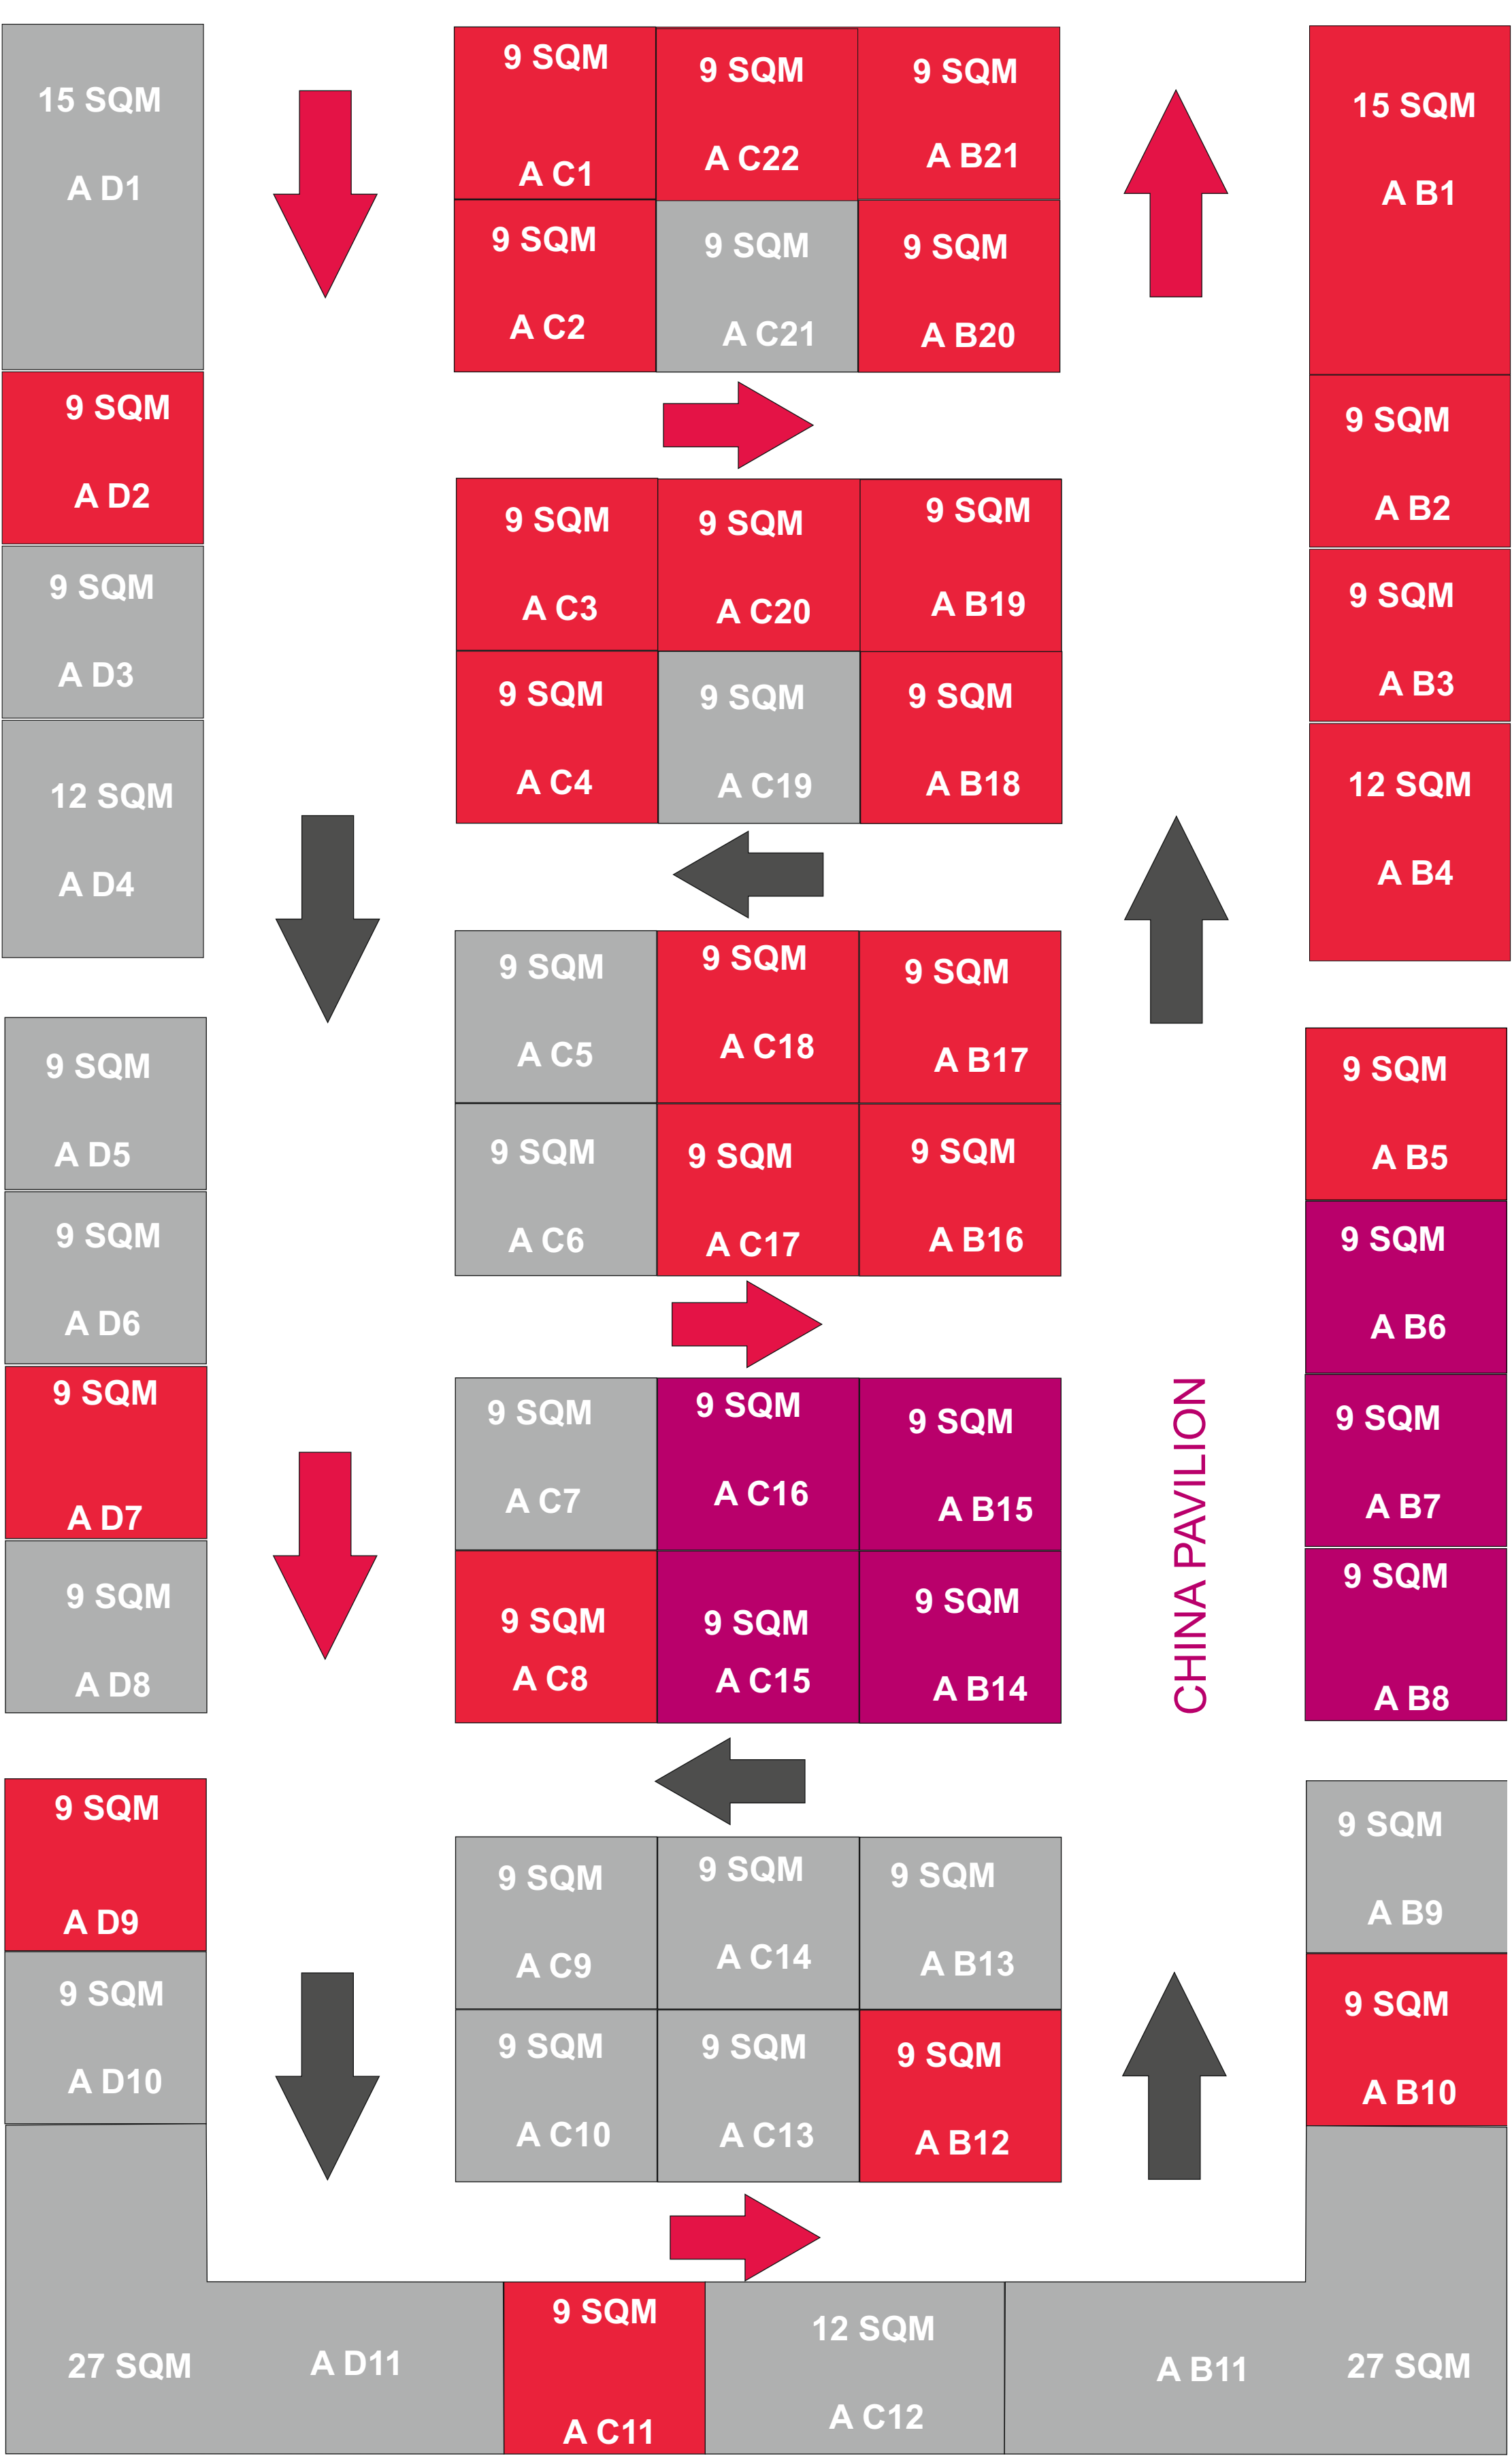 15 SQM
A D1
9 SQM
A D2
9 SQM
A D3
12 SQM
A D4
9 SQM
A D5
9 SQM
A D6
9 SQM
A D7
9 SQM
A D8
9 SQM
A D9
9 SQM
A D10
27 SQM
A D11
9 SQM
A C1
9 SQM
A C22
9 SQM
A B21
9 SQM
A C2
9 SQM
A C21
9 SQM
A B20
9 SQM
A C3
9 SQM
A C20
9 SQM
A B19
9 SQM
A C4
9 SQM
A C19
9 SQM
A B18
9 SQM
A C5
9 SQM
A C18
9 SQM
A B17
9 SQM
A C6
9 SQM
A C17
9 SQM
A B16
9 SQM
A C7
9 SQM
A C16
9 SQM
A B15
9 SQM
A C8
9 SQM
A C15
9 SQM
A B14
9 SQM
A C9
9 SQM
A C14
9 SQM
A B13
9 SQM
A C10
9 SQM
A C13
9 SQM
A B12
9 SQM
A C11
12 SQM
A C12
CHINA PAVILION
15 SQM
A B1
9 SQM
A B2
9 SQM
A B3
12 SQM
A B4
9 SQM
A B5
9 SQM
A B6
9 SQM
A B7
9 SQM
A B8
9 SQM
A B9
9 SQM
A B10
A B11
27 SQM